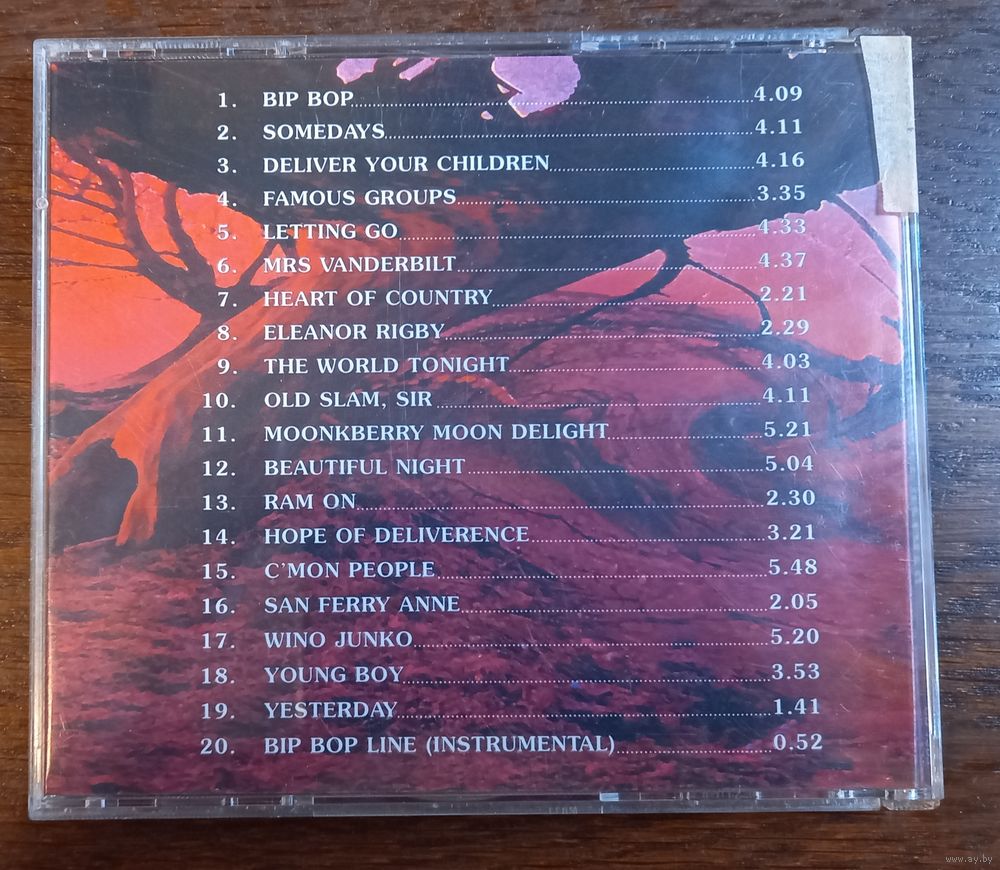 1. BIP BOP 4.09
2. SOMEDAYS 4.11
3. DELIVER YOUR CHILDREN 4.16
4. FAMOUS GROUPS 3.35
5. LETTING GO 4.33
6. MRS VANDERBILT 4.37
7. HEART OF COUNTRY 2.21
8. ELEANOR RIGBY 2.29
9. THE WORLD TONIGHT 4.03
10. OLD SLAM, SIR 4.11
11. MOONKBERRY MOON DELIGHT 5.21
12. BEAUTIFUL NIGHT 5.04
13. RAM ON 2.30
14. HOPE OF DELIVERENCE 3.21
15. C'MON PEOPLE 5.48
16. SAN FERRY ANNE 2.05
17. WINO JUNKO 5.20
18. YOUNG BOY 3.53
19. YESTERDAY 1.41
20. BIP BOP LINE (INSTRUMENTAL) 0.52
www.ay.by